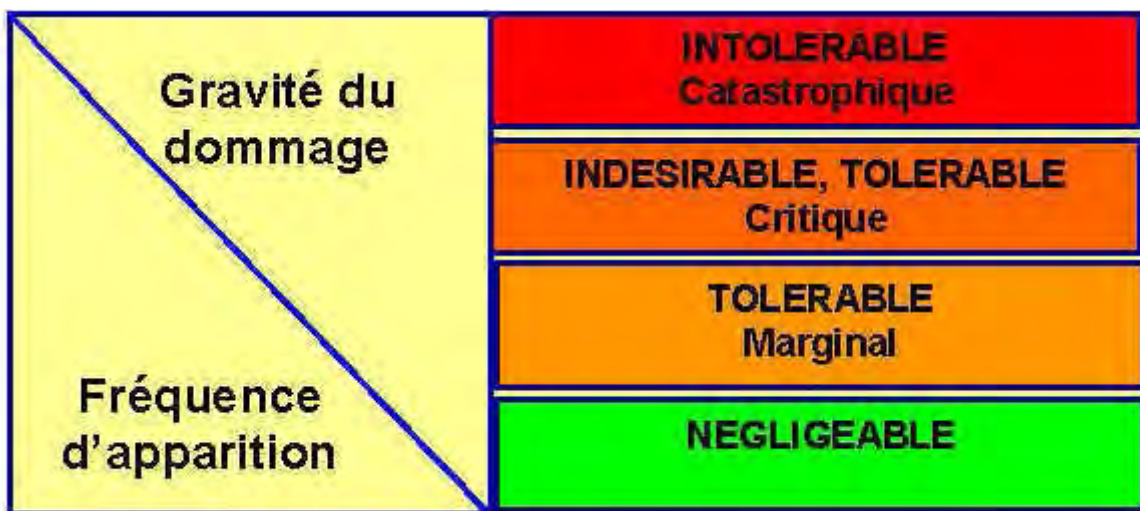 Gravité du
dommage
Fréquence
d'apparition
INTOLERABLE
Catastrophique
INDESIRABLE, TOLERABLE
Critique
TOLERABLE
Marginal
NEGLIGEABLE